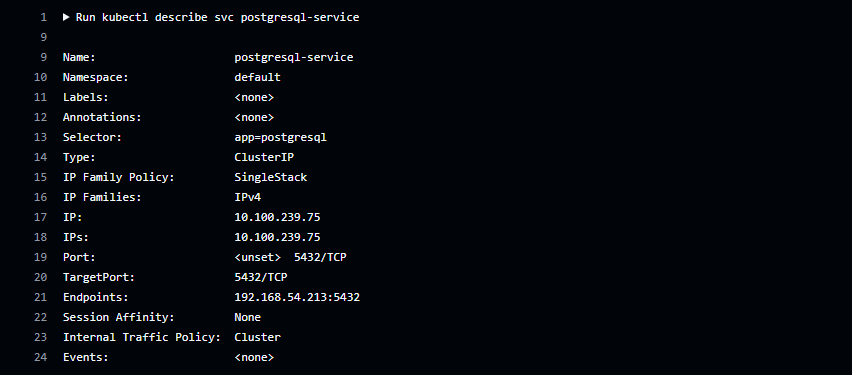 1 ▶ Run kubectl describe svc postgresql-service
9
9 Name: postgresql-service
10 Namespace: default
11 Labels: <none>
12 Annotations: <none>
13 Selector: app=postgresql
14 Type: ClusterIP
15 IP Family Policy: SingleStack
16 IP Families: IPv4
17 IP: 10.100.239.75
18 IPs: 10.100.239.75
19 Port: <unset> 5432/TCP
20 TargetPort: 5432/TCP
21 Endpoints: 192.168.54.213:5432
22 Session Affinity: None
23 Internal Traffic Policy: Cluster
24 Events: <none>